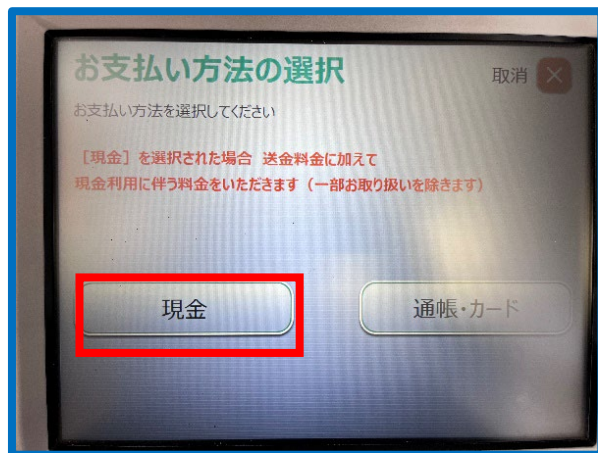 お支払い方法の選択
取消
お支払い方法を選択してください
［現金］を選択された場合 送金料金に加えて
現金利用に伴う料金をいただきます（一部お取り扱いを除きます）
現金
通帳・カード